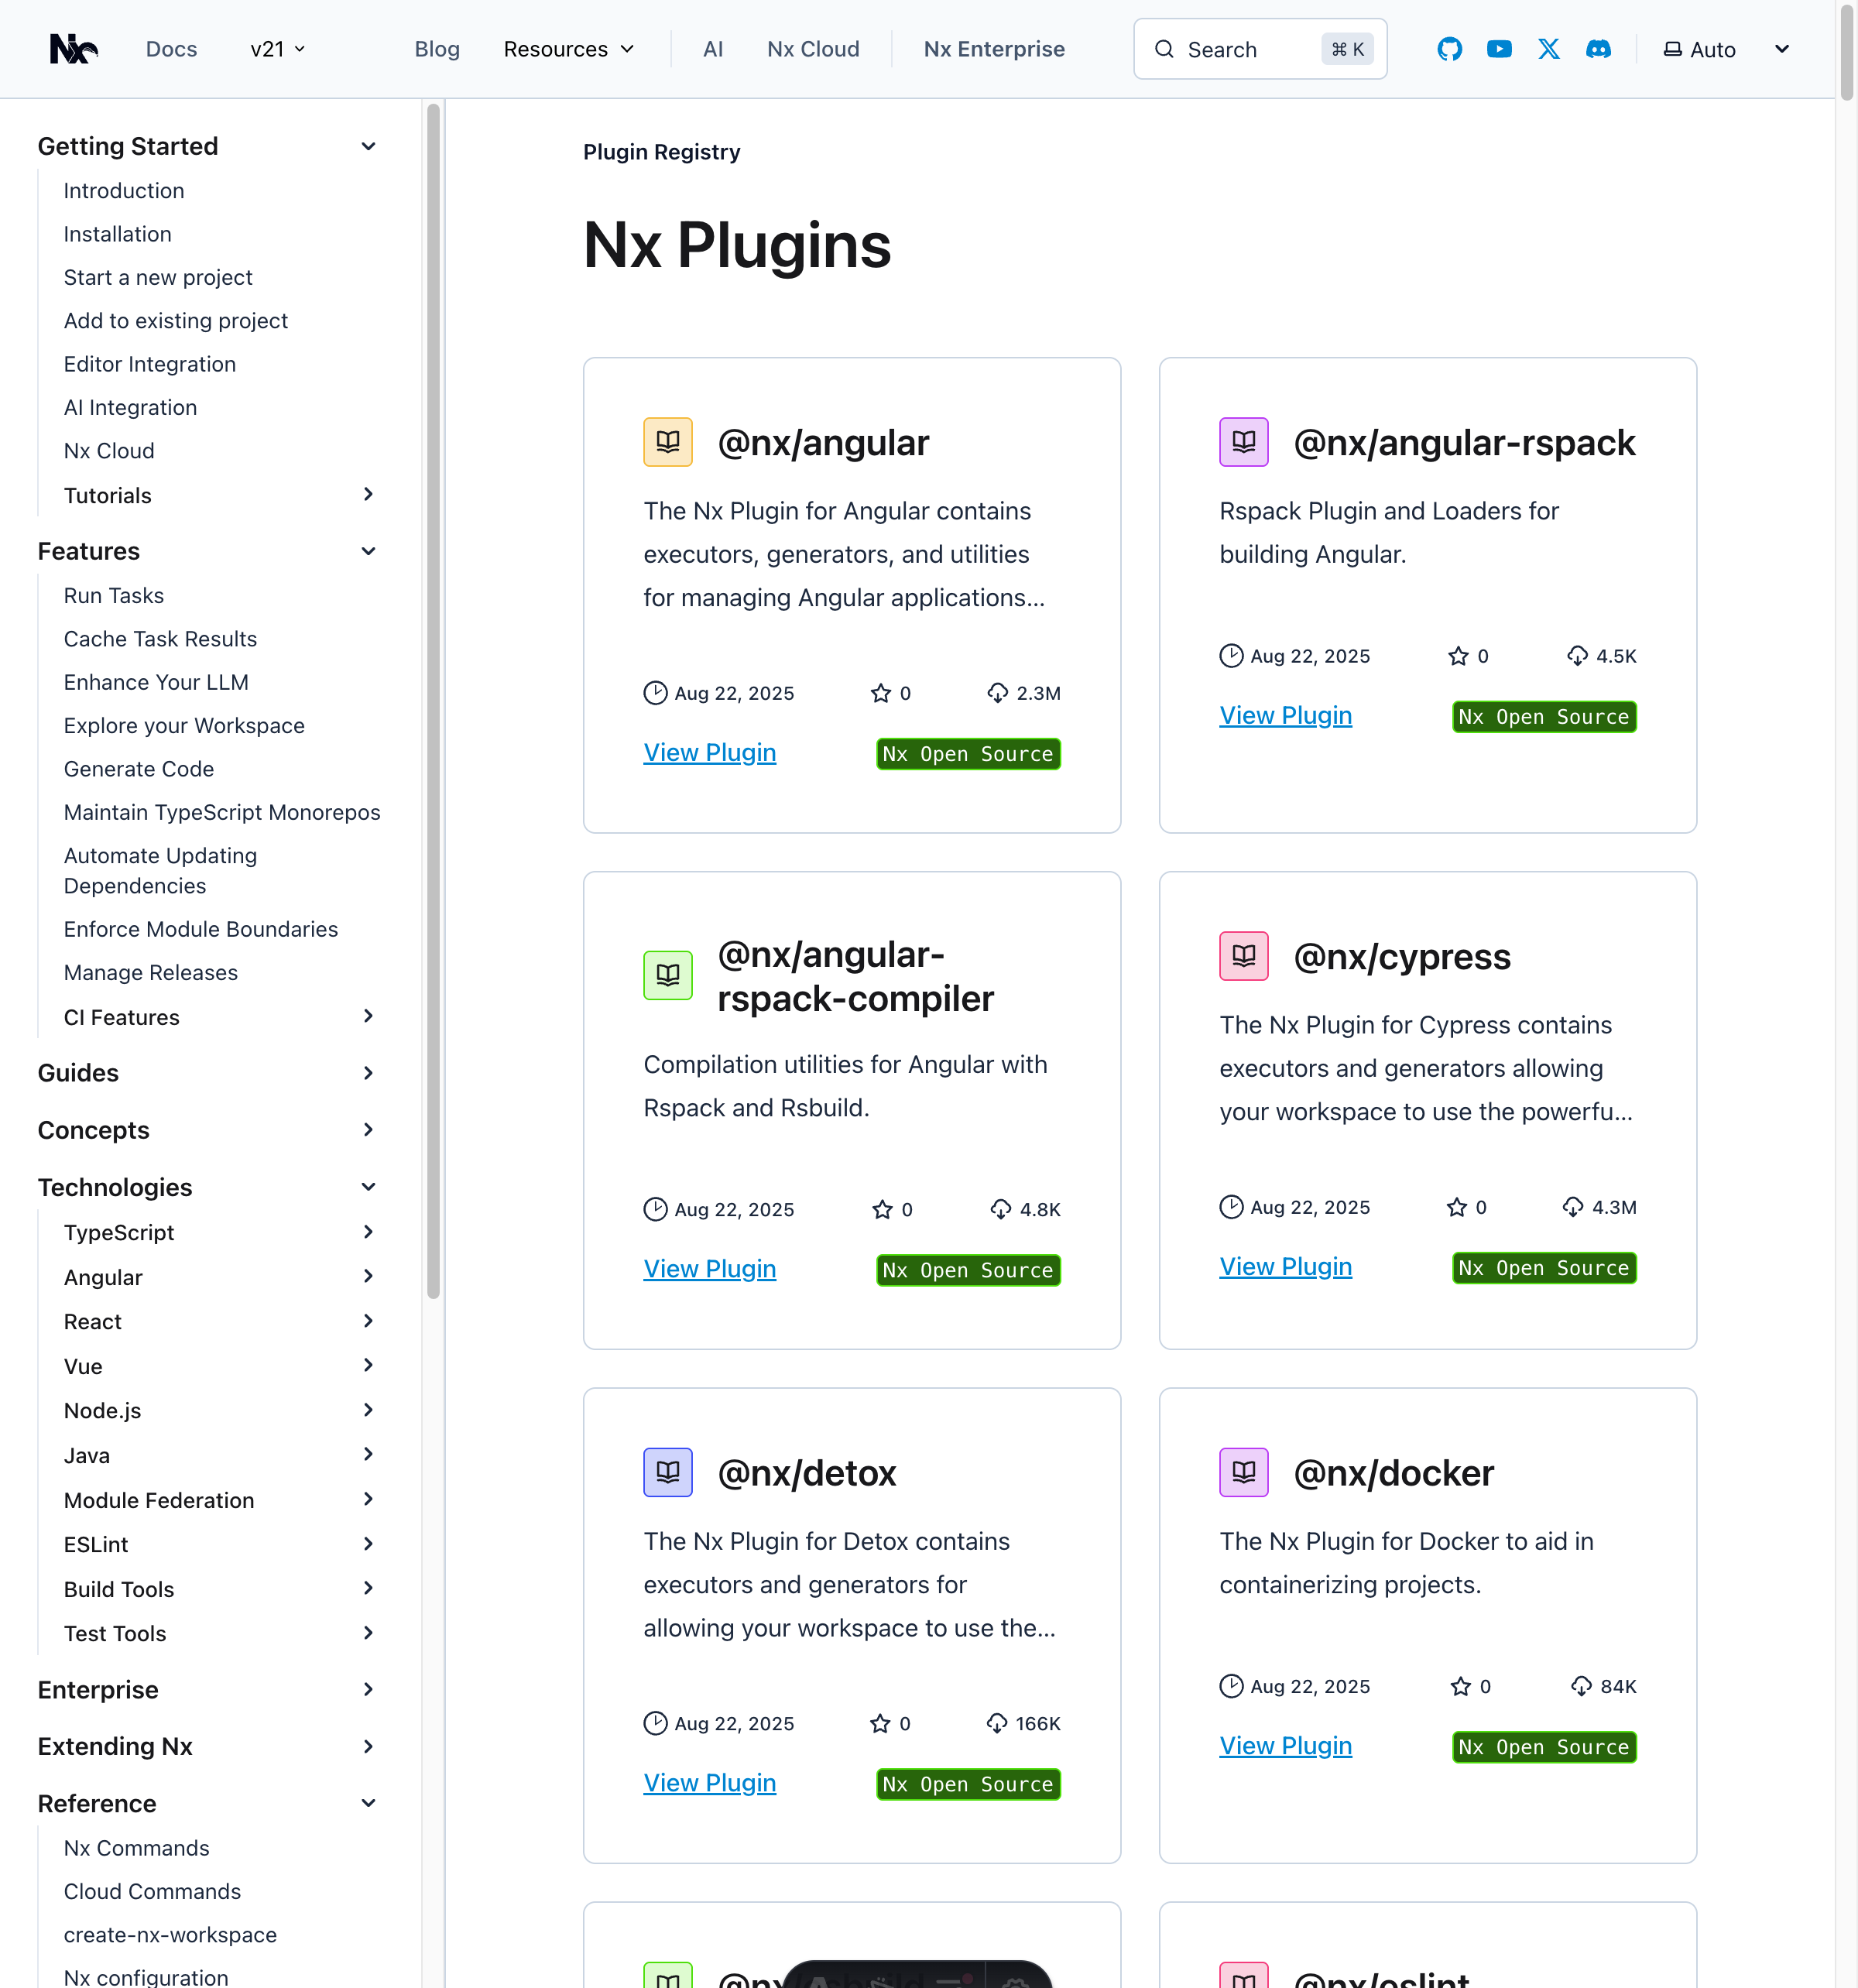 Nx Docs v21 Blog Resources AI Nx Cloud Nx Enterprise Search ⌘ K Auto
Getting Started
Introduction
Installation
Start a new project
Add to existing project
Editor Integration
AI Integration
Nx Cloud
Tutorials
Features
Run Tasks
Cache Task Results
Enhance Your LLM
Explore your Workspace
Generate Code
Maintain TypeScript Monorepos
Automate Updating
Dependencies
Enforce Module Boundaries
Manage Releases
CI Features
Guides
Concepts
Technologies
TypeScript
Angular
React
Vue
Node.js
Java
Module Federation
ESLint
Build Tools
Test Tools
Enterprise
Extending Nx
Reference
Nx Commands
Cloud Commands
create-nx-workspace
Nx configuration
Plugin Registry
Nx Plugins
@nx/angular
The Nx Plugin for Angular contains
executors, generators, and utilities
for managing Angular applications...
Aug 22, 2025 0 2.3M
View Plugin Nx Open Source
@nx/angular-rspack
Rspack Plugin and Loaders for
building Angular.
Aug 22, 2025 0 4.5K
View Plugin Nx Open Source
@nx/angular-
rspack-compiler
Compilation utilities for Angular with
Rspack and Rsbuild.
Aug 22, 2025 0 4.8K
View Plugin Nx Open Source
@nx/cypress
The Nx Plugin for Cypress contains
executors and generators allowing
your workspace to use the powerfu...
Aug 22, 2025 0 4.3M
View Plugin Nx Open Source
@nx/detox
The Nx Plugin for Detox contains
executors and generators for
allowing your workspace to use the...
Aug 22, 2025 0 166K
View Plugin Nx Open Source
@nx/docker
The Nx Plugin for Docker to aid in
containerizing projects.
Aug 22, 2025 0 84K
View Plugin Nx Open Source
@nx/eslint